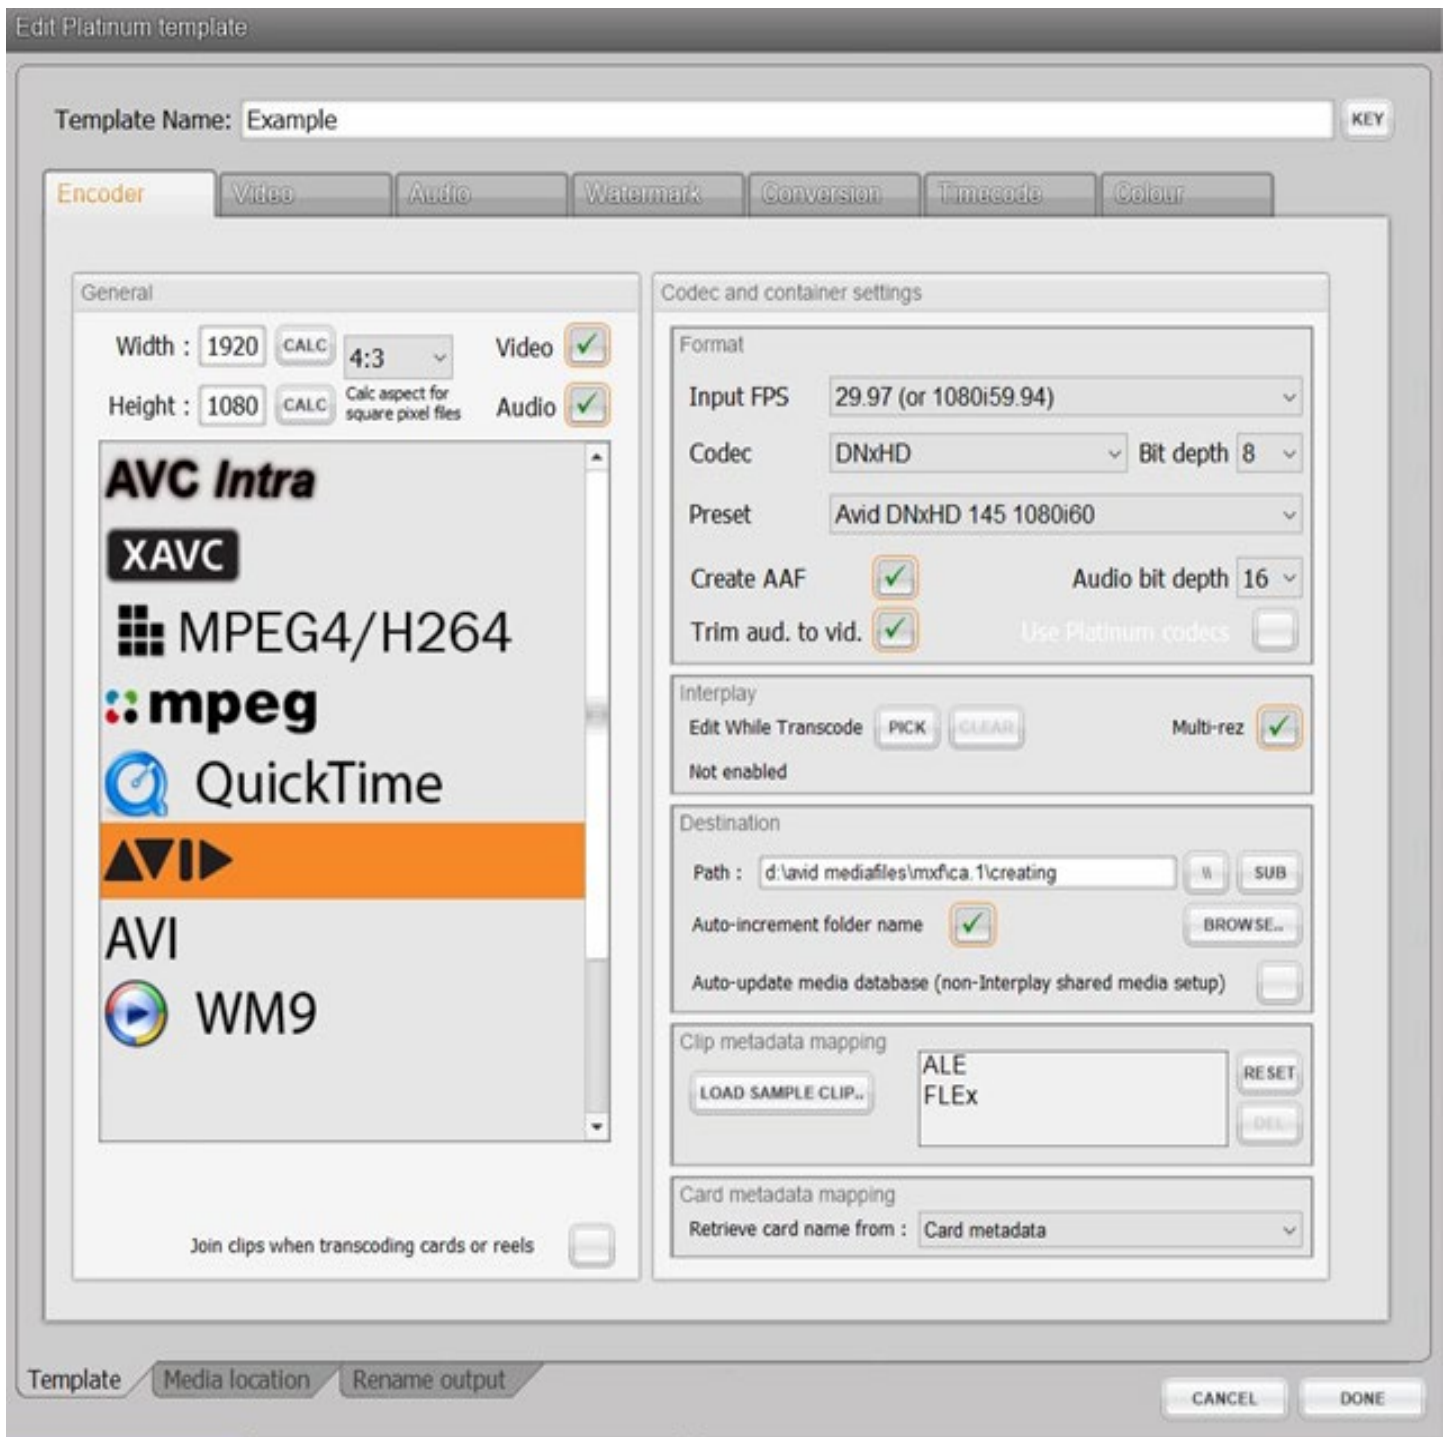 Edit Platinum template
Template Name: Example KEY
Encoder Video Audio Watermark Conversion Timecode Colour
General
Width : 1920 CALC 4:3 Video
Height : 1080 CALC Calc aspect for square pixel files Audio
AVC Intra
XAVC
MPEG4/H264
mpeg
QuickTime
AVID
AVI
WM9
Join clips when transcoding cards or reels
Codec and container settings
Format
Input FPS 29.97 (or 1080i59.94)
Codec DNxHD Bit depth 8
Preset Avid DNxHD 145 1080i60
Create AAF Audio bit depth 16
Trim aud. to vid. Use Platinum codecs
Interplay
Edit While Transcode PICK CLEAR Multi-rez
Not enabled
Destination
Path : d:\avid mediafiles\mxf\ca.1\creating \\ SUB
Auto-increment folder name BROWSE..
Auto-update media database (non-Interplay shared media setup)
Clip metadata mapping
LOAD SAMPLE CLIP.. ALE RESET
FLEx DEL
Card metadata mapping
Retrieve card name from : Card metadata
Template Media location Rename output
CANCEL DONE